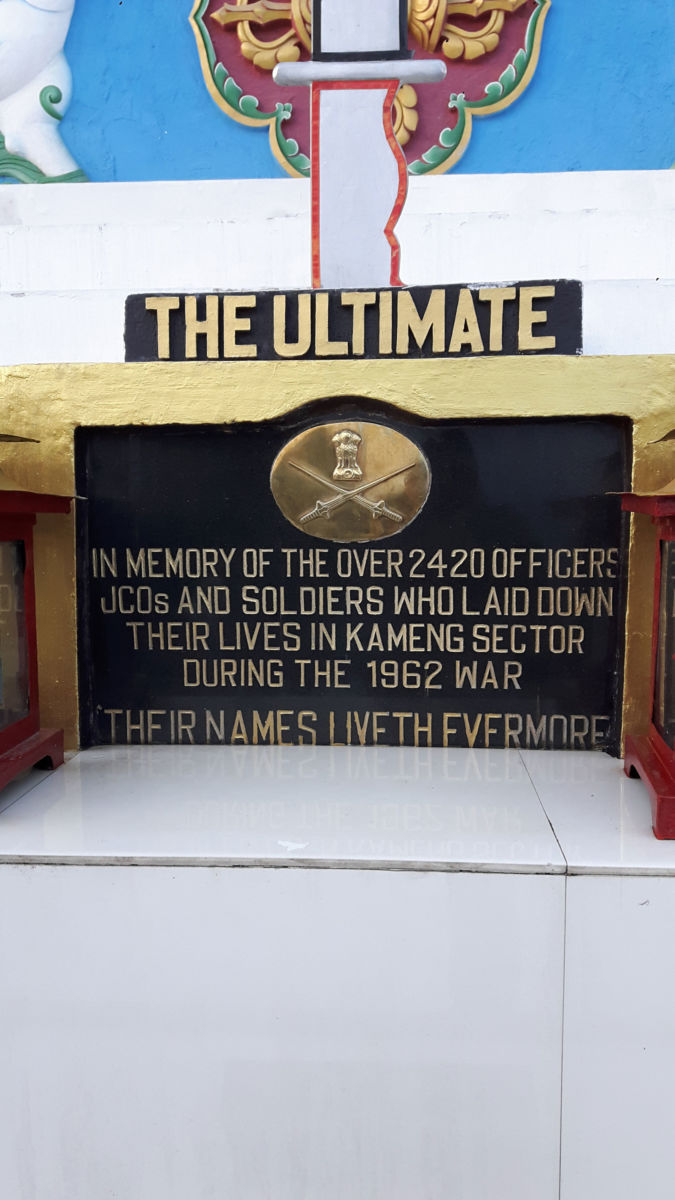 THE ULTIMATE
IN MEMORY OF THE OVER 2420 OFFICERS
JCOs AND SOLDIERS WHO LAID DOWN
THEIR LIVES IN KAMENG SECTOR
DURING THE 1962 WAR
'THEIR NAMES LIVETH EVERMORE